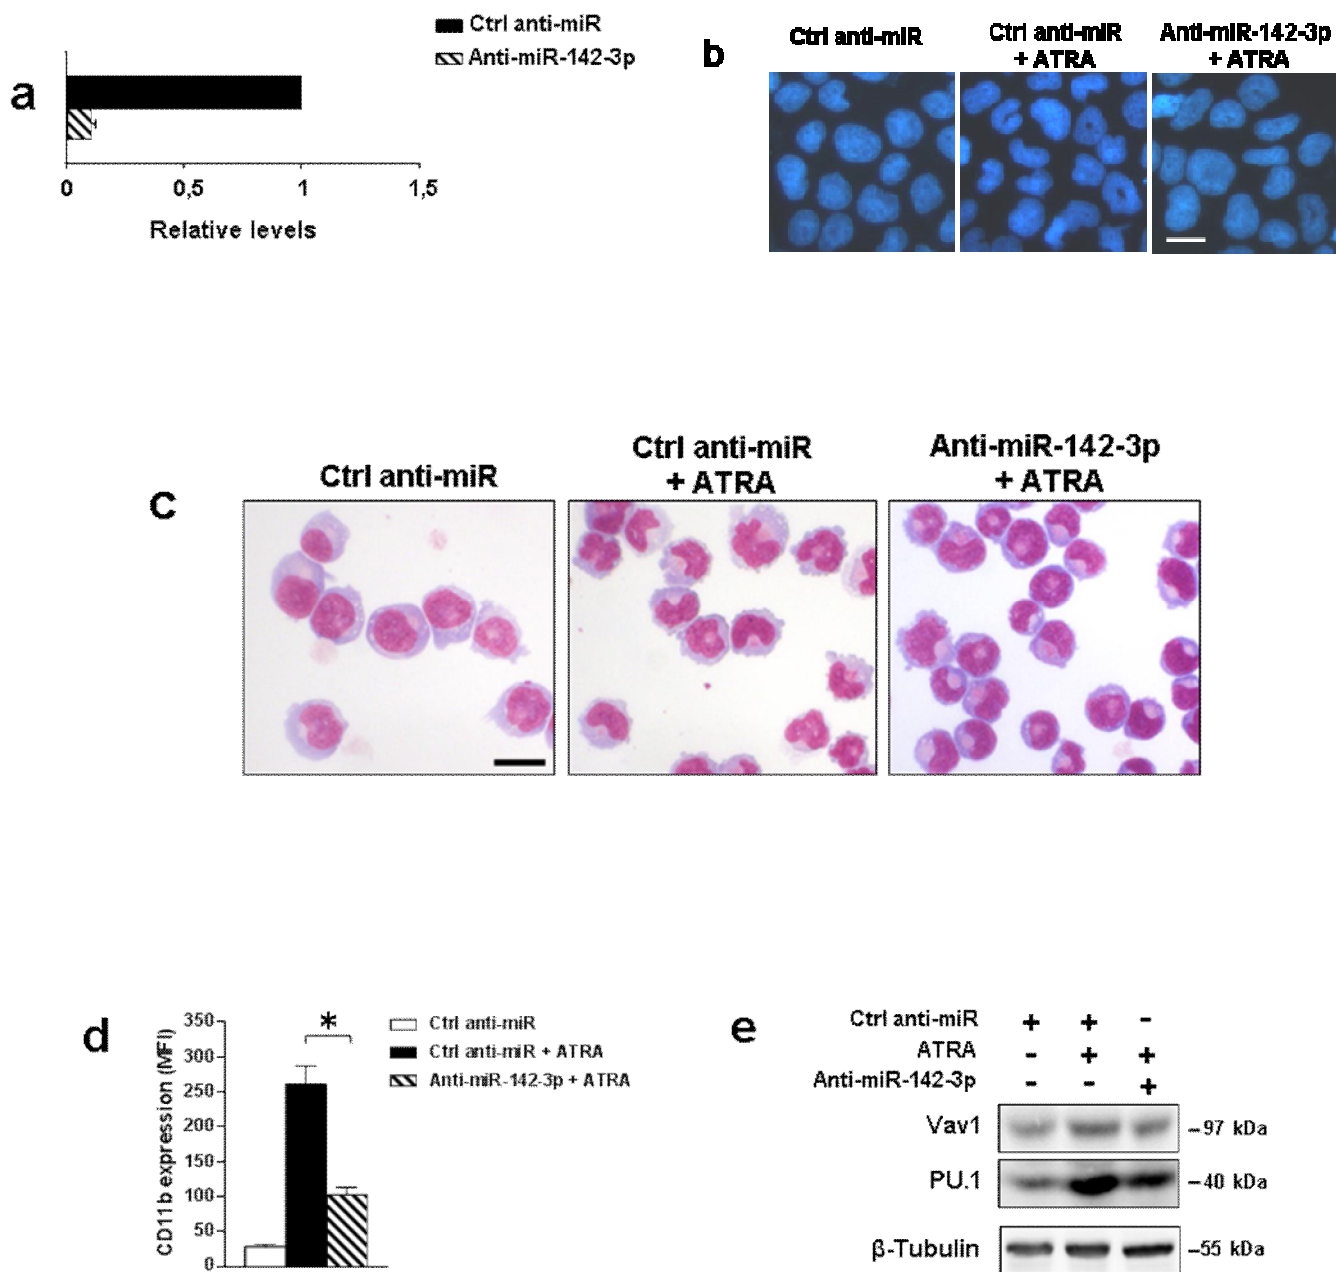 a
Ctrl anti-miR
Anti-miR-142-3p
0 0,5 1 1,5
Relative levels
b
Ctrl anti-miR
Ctrl anti-miR
+ ATRA
Anti-miR-142-3p
+ ATRA
c
Ctrl anti-miR
Ctrl anti-miR
+ ATRA
Anti-miR-142-3p
+ ATRA
d
CD11b expression (MFI)
350
300
250
200
150
100
50
0
*
Ctrl anti-miR
Ctrl anti-miR + ATRA
Anti-miR-142-3p + ATRA
e
Ctrl anti-miR + + -
ATRA - + +
Anti-miR-142-3p - - +
Vav1 –97 kDa
PU.1 –40 kDa
β-Tubulin –55 kDa